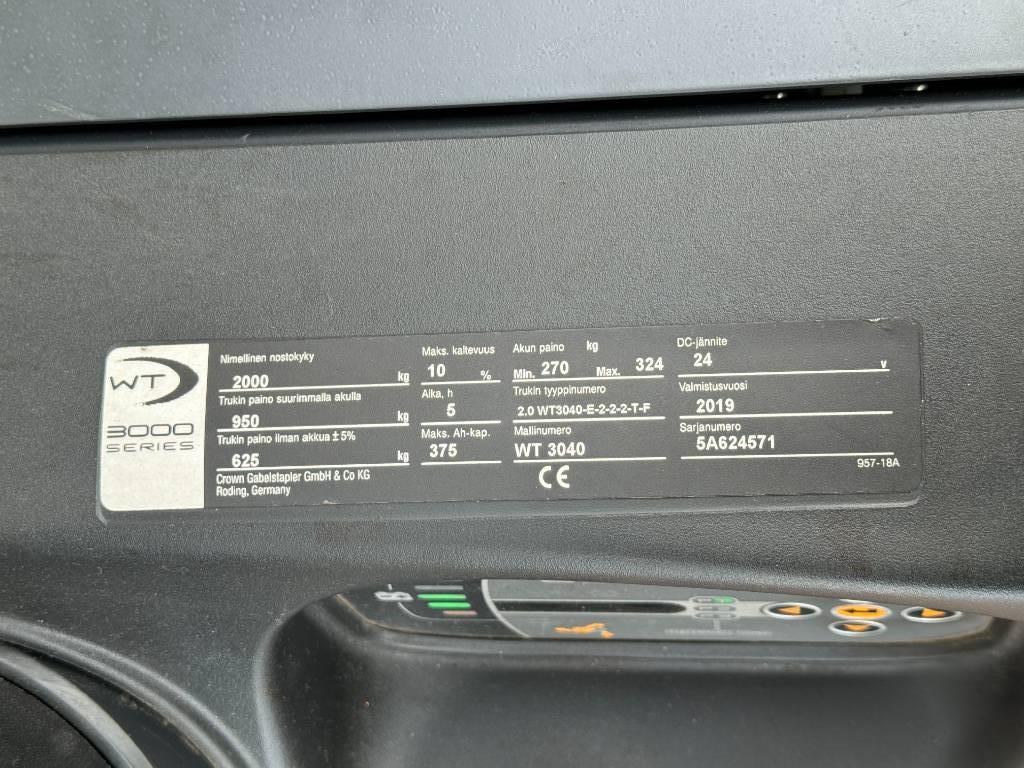 WT
3000
SERIES
Nimellinen nostokyky
2000 kg
Trukin paino suurimmalla akulla
950 kg
Trukin paino ilman akkua ± 5%
625 kg
Crown Gabelstapler GmbH & Co KG
Roding, Germany
Maks. kaltevuus
10 %
Aika, h
5
Maks. Ah-kap.
375
Akun paino kg
Min. 270 Max. 324
Trukin tyyppinumero
2.0 WT3040-E-2-2-2-T-F
Mallinumero
WT 3040
CE
DC-jännite
24 V
Valmistusvuosi
2019
Sarjanumero
5A624571
957-18A